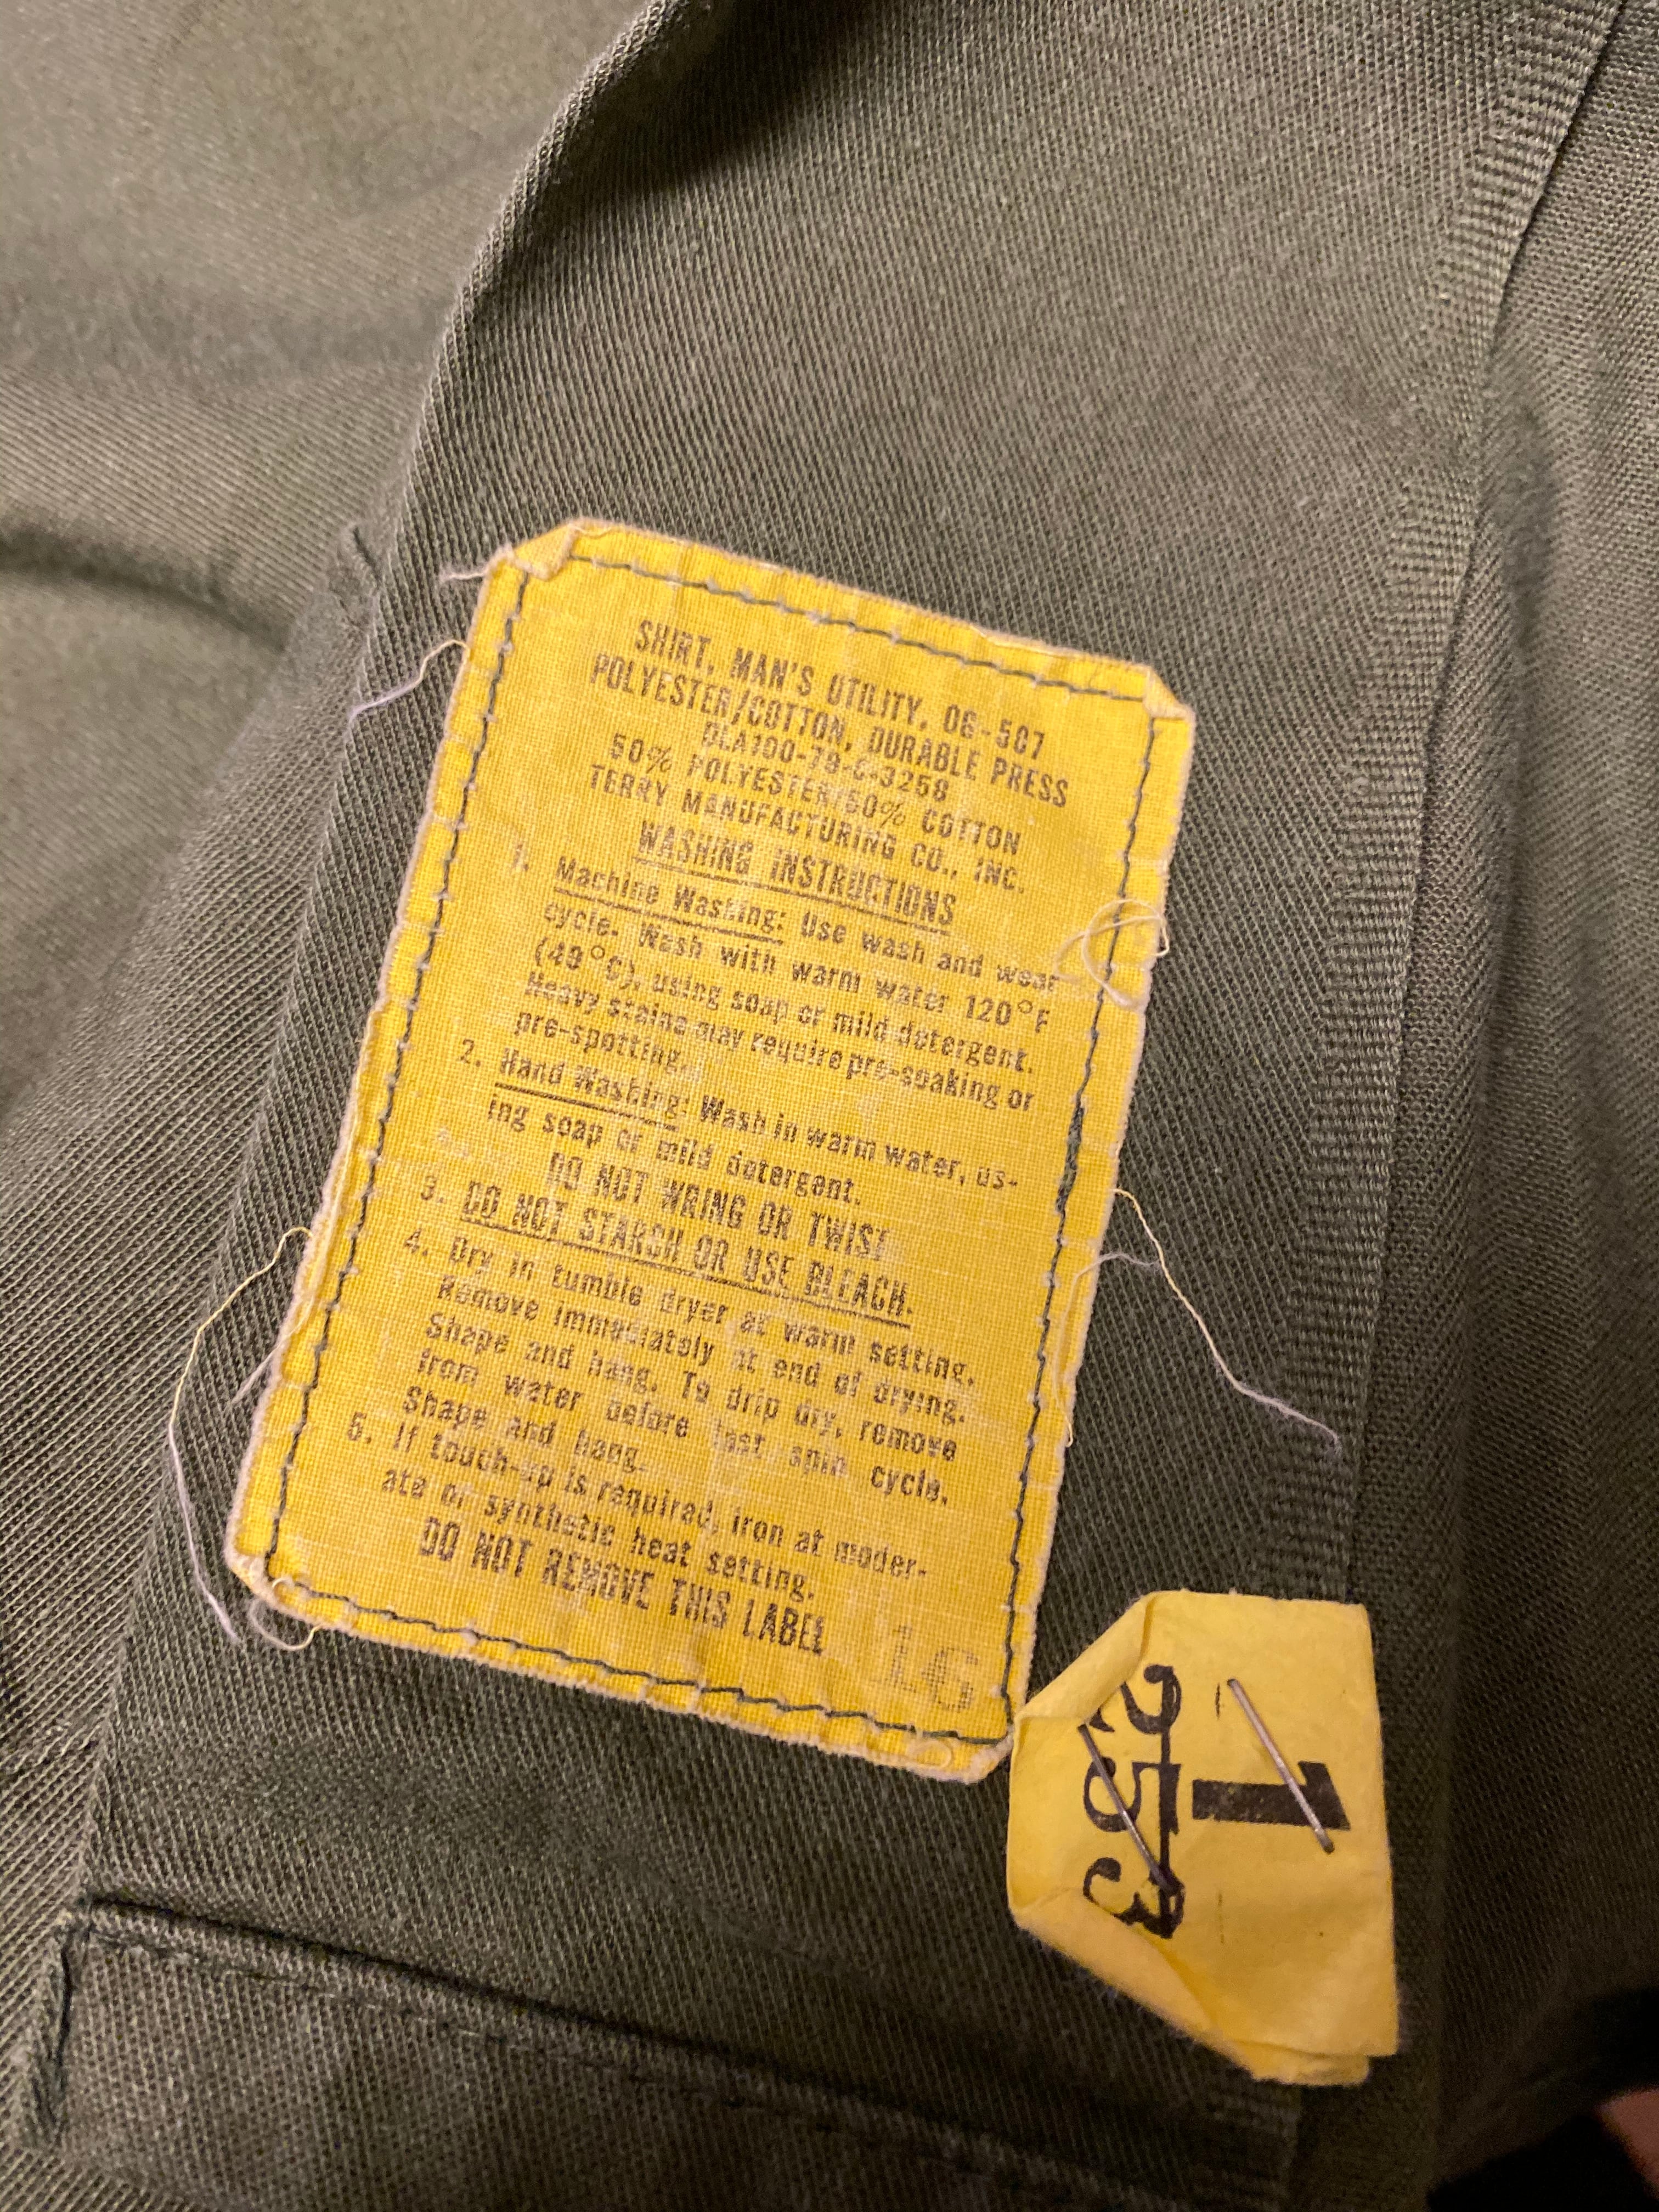 SHIRT, MAN'S UTILITY, OG-507
POLYESTER/COTTON, DURABLE PRESS
DLA100-79-C-3258
50% POLYESTER/50% COTTON
TERRY MANUFACTURING CO., INC.
WASHING INSTRUCTIONS
1. Machine Washing: Use wash and wear
cycle. Wash with warm water 120°F
(49°C), using soap or mild detergent.
Heavy stains may require pre-soaking or
pre-spotting.
2. Hand Washing: Wash in warm water, us-
ing soap or mild detergent.
DO NOT WRING OR TWIST
3. DO NOT STARCH OR USE BLEACH.
4. Dry in tumble dryer at warm setting.
Remove immediately at end of drying.
Shape and hang. To drip dry, remove
from water before last spin cycle.
Shape and hang.
5. If touch-up is required, iron at moder-
ate or synthetic heat setting.
DO NOT REMOVE THIS LABEL
16
1
253